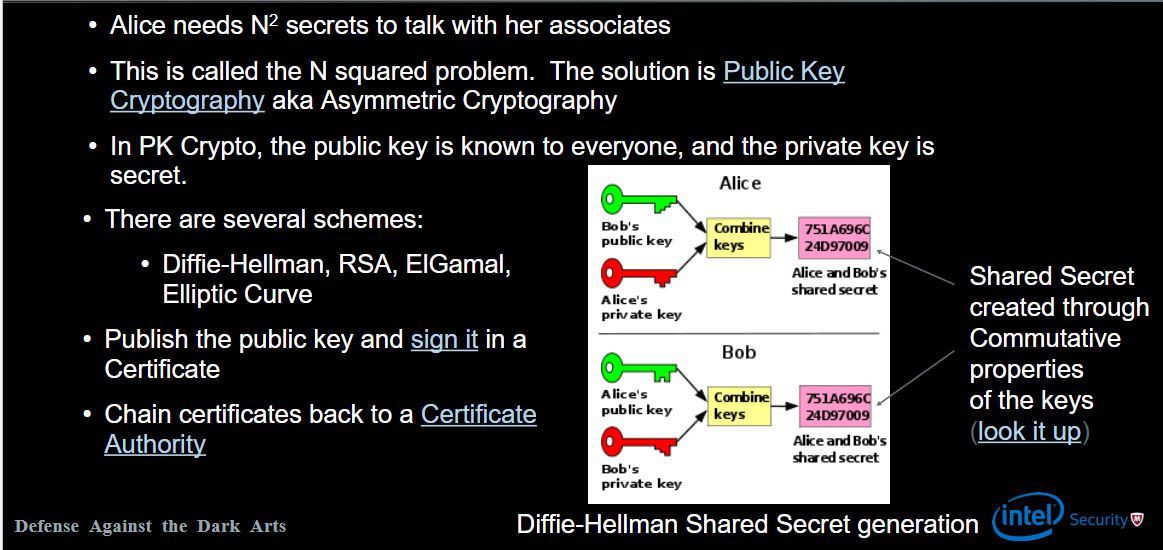 • Alice needs N² secrets to talk with her associates
• This is called the N squared problem.  The solution is Public Key
Cryptography aka Asymmetric Cryptography
• In PK Crypto, the public key is known to everyone, and the private key is
secret.
• There are several schemes:
• Diffie-Hellman, RSA, ElGamal,
Elliptic Curve
• Publish the public key and sign it in a
Certificate
• Chain certificates back to a Certificate
Authority
Alice
Bob's
public key
Combine
keys
751A696C
24D97009
Alice and Bob's
shared secret
Alice's
private key
Bob
Alice's
public key
Combine
keys
751A696C
24D97009
Alice and Bob's
shared secret
Bob's
private key
Shared Secret
created through
Commutative
properties
of the keys
(look it up)
Defense Against the Dark Arts
Diffie-Hellman Shared Secret generation
intel Security